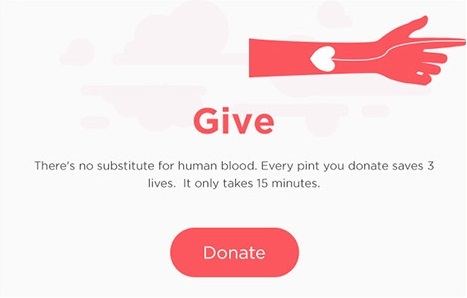 Give
There's no substitute for human blood. Every pint you donate saves 3
lives.  It only takes 15 minutes.
Donate